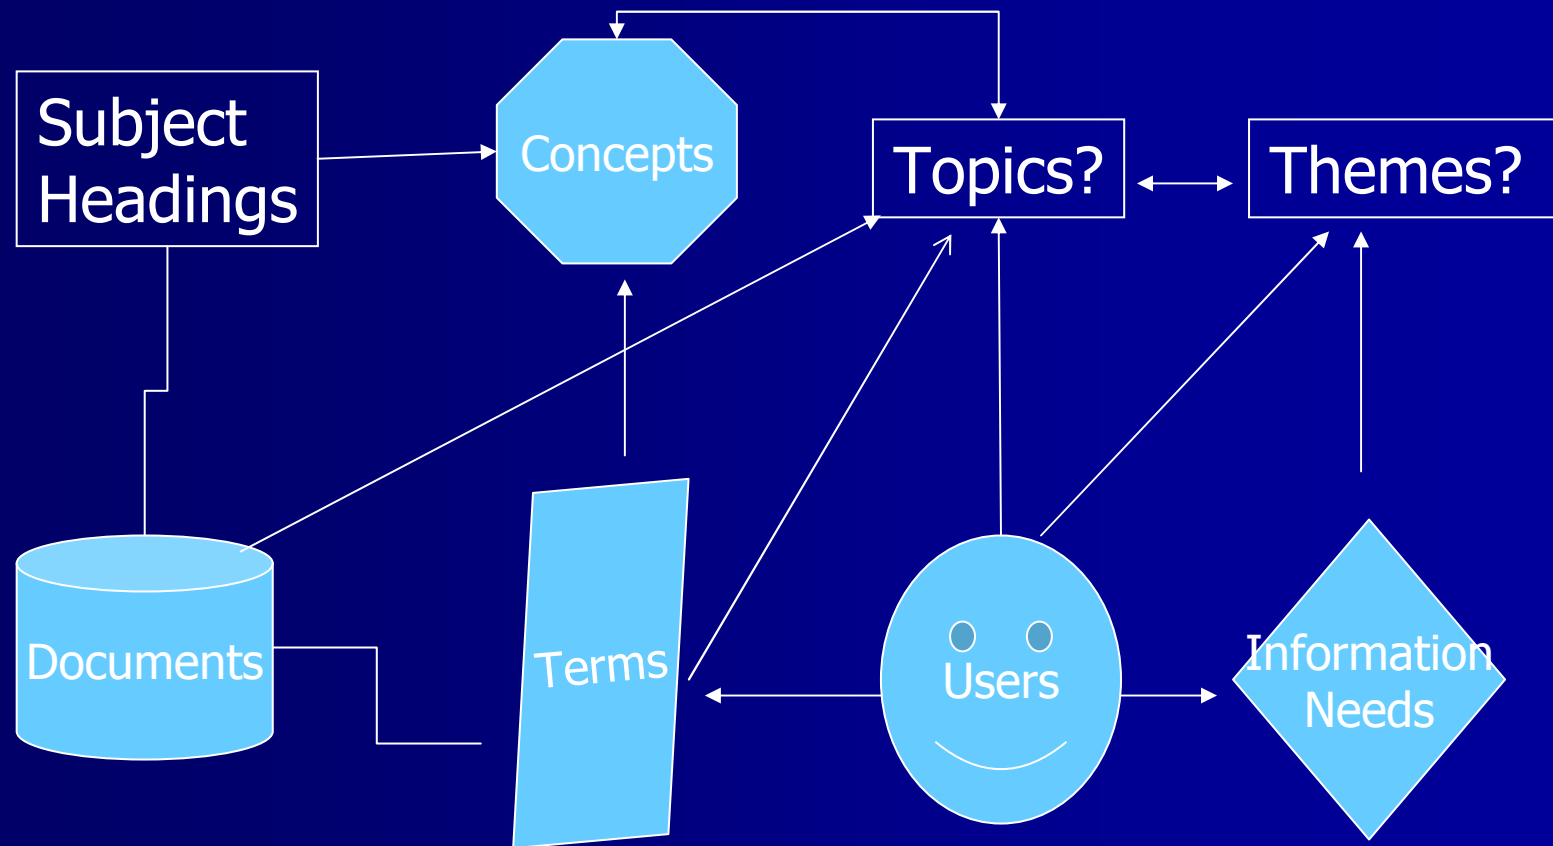 Subject
Headings
Concepts
Topics?
Themes?
Documents
Terms
Users
Information
Needs